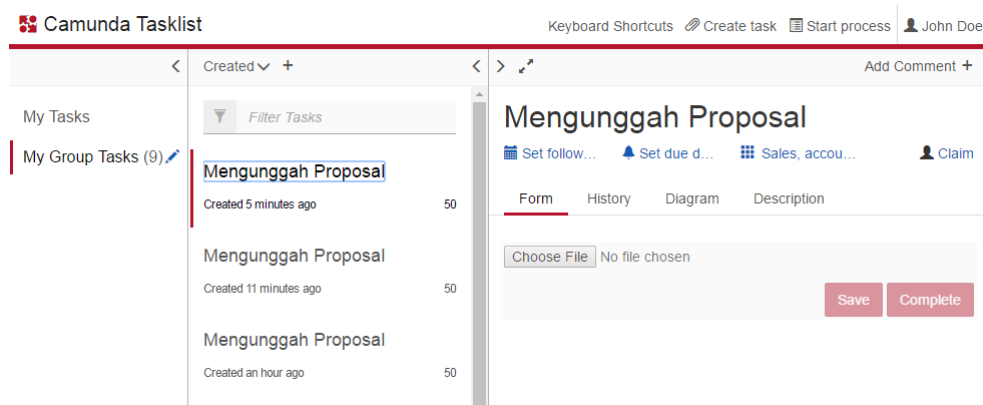 Camunda Tasklist
Keyboard Shortcuts Create task Start process John Doe
Created +
Add Comment +
My Tasks
My Group Tasks (9)
Filter Tasks
Mengunggah Proposal
Created 5 minutes ago 50
Mengunggah Proposal
Created 11 minutes ago 50
Mengunggah Proposal
Created an hour ago 50
Mengunggah Proposal
Set follow... Set due d... Sales, accou... Claim
Form History Diagram Description
Choose File No file chosen
Save Complete